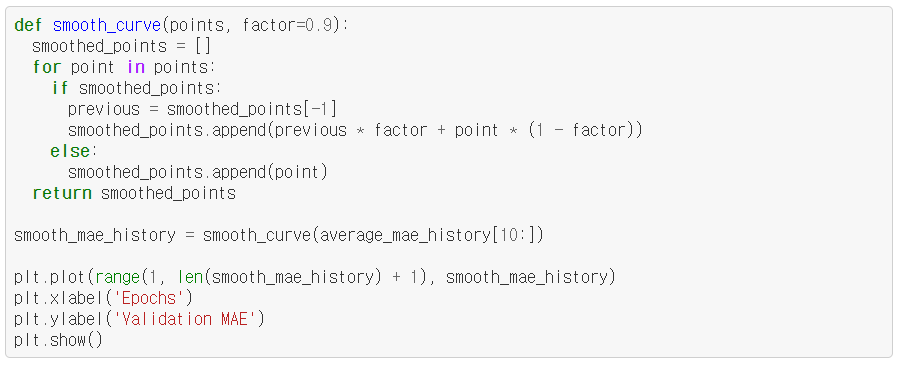 def smooth_curve(points, factor=0.9):
  smoothed_points = []
  for point in points:
    if smoothed_points:
      previous = smoothed_points[-1]
      smoothed_points.append(previous * factor + point * (1 - factor))
    else:
      smoothed_points.append(point)
  return smoothed_points

smooth_mae_history = smooth_curve(average_mae_history[10:])

plt.plot(range(1, len(smooth_mae_history) + 1), smooth_mae_history)
plt.xlabel('Epochs')
plt.ylabel('Validation MAE')
plt.show()